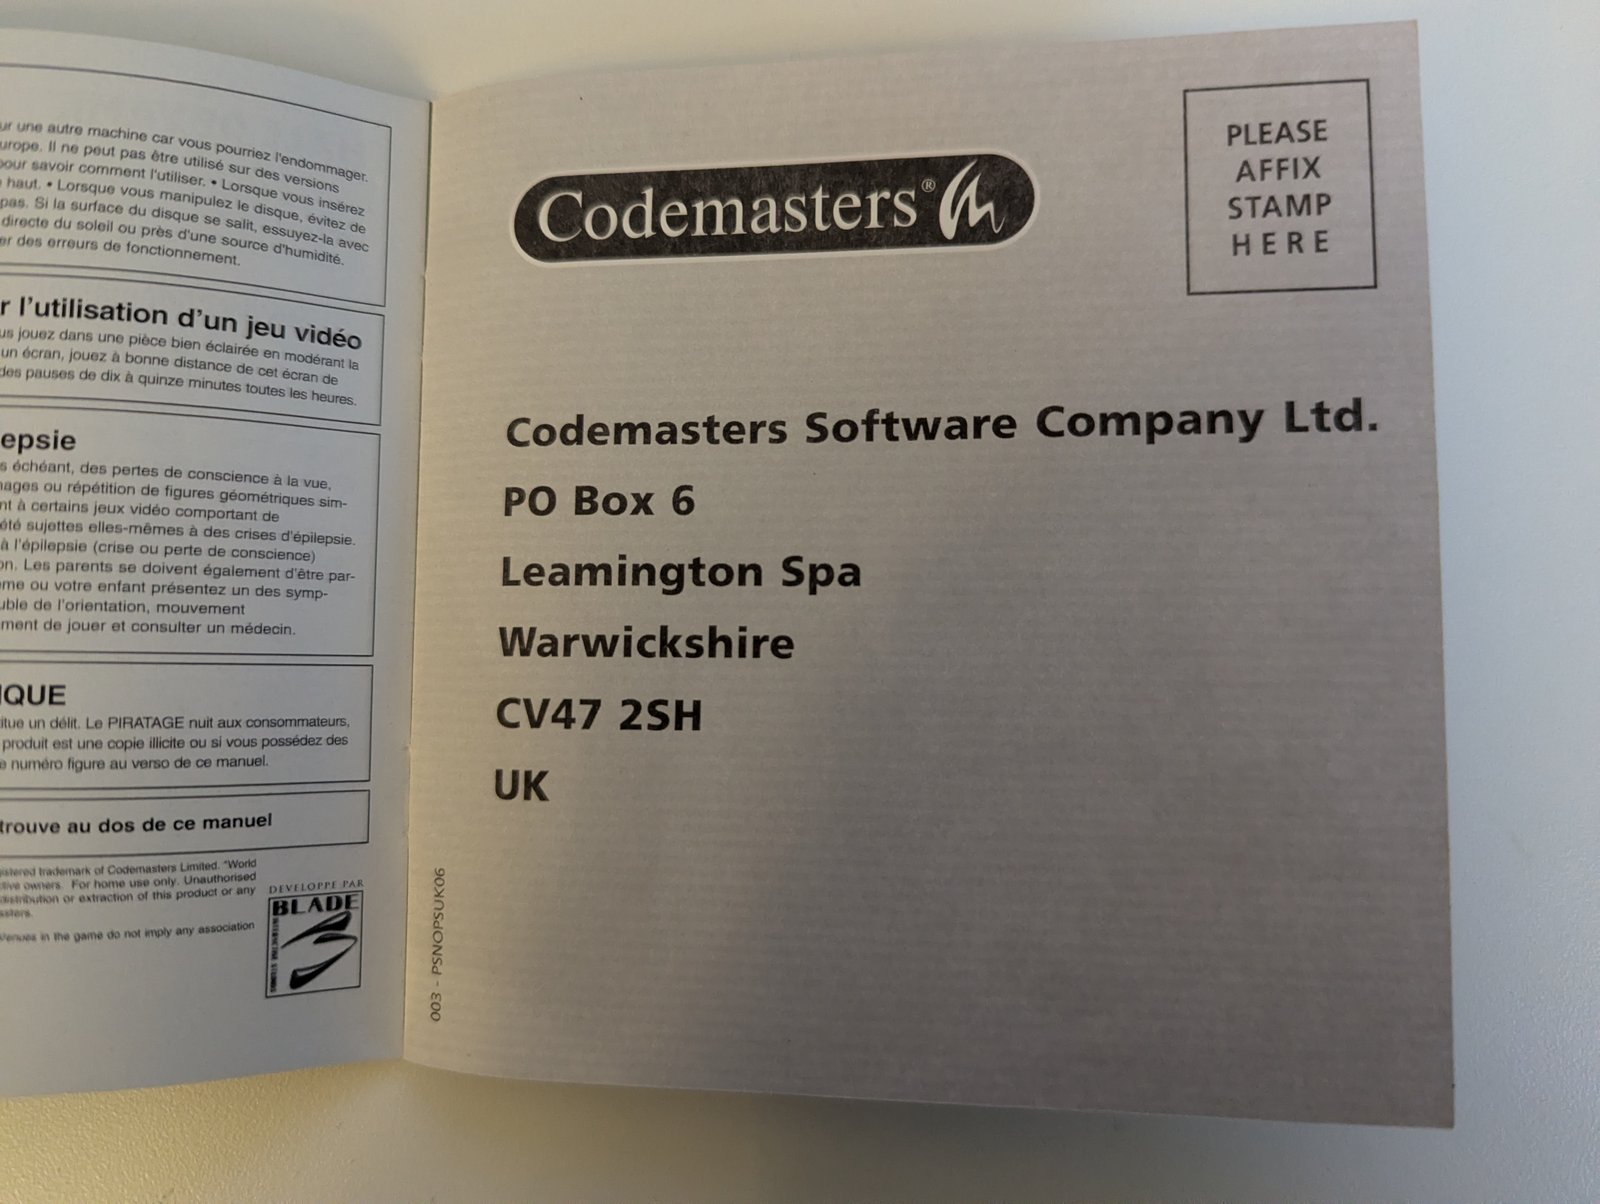 ur une autre machine car vous pourriez l'endommager.
urope. Il ne peut pas être utilisé sur des versions
pour savoir comment l'utiliser. • Lorsque vous insérez
haut. • Lorsque vous manipulez le disque, évitez de
pas. Si la surface du disque se salit, essuyez-la avec
directe du soleil ou près d'une source d'humidité.
er des erreurs de fonctionnement.
r l'utilisation d'un jeu vidéo
us jouez dans une pièce bien éclairée en modérant la
un écran, jouez à bonne distance de cet écran de
des pauses de dix à quinze minutes toutes les heures.
epsie
s échéant, des pertes de conscience à la vue,
ages ou répétition de figures géométriques sim-
nt à certains jeux vidéo comportant de
été sujettes elles-mêmes à des crises d'épilepsie.
à l'épilepsie (crise ou perte de conscience)
on. Les parents se doivent également d'être par-
ême ou votre enfant présentez un des symp-
uble de l'orientation, mouvement
ment de jouer et consulter un médecin.
IQUE
itue un délit. Le PIRATAGE nuit aux consommateurs,
produit est une copie illicite ou si vous possédez des
e numéro figure au verso de ce manuel.
trouve au dos de ce manuel
istered trademark of Codemasters Limited. "World
tive owners. For home use only. Unauthorised
distribution or extraction of this product or any
asters.
Venues in the game do not imply any association
DEVELOPPE PAR
BLADE
INTERACTIVE STUDIOS
Codemasters®
PLEASE
AFFIX
STAMP
HERE
Codemasters Software Company Ltd.
PO Box 6
Leamington Spa
Warwickshire
CV47 2SH
UK
003 - PSNOPSUK06